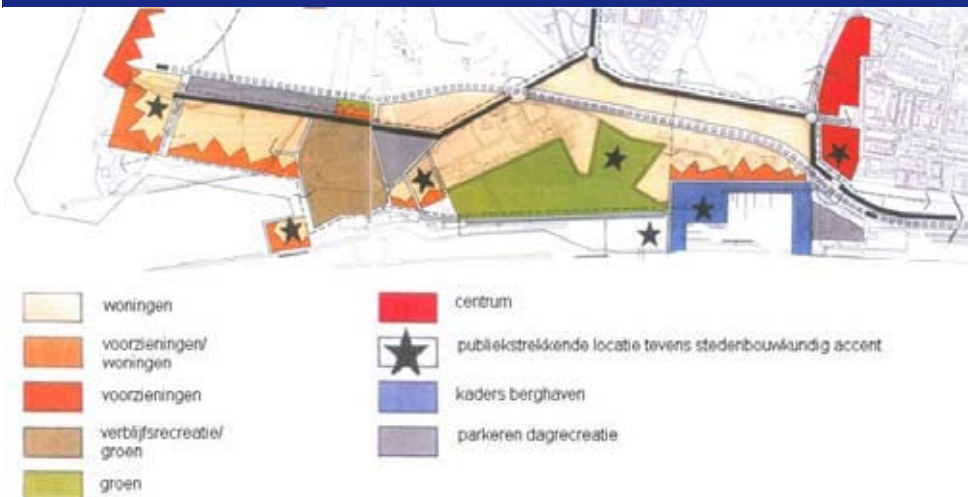 woningen
voorzieningen/
woningen
voorzieningen
verblijfsrecreatie/
groen
groen
centrum
publiekstrekkende locatie tevens stedenbouwkundig accent
kaders berghaven
parkeren dagrecreatie